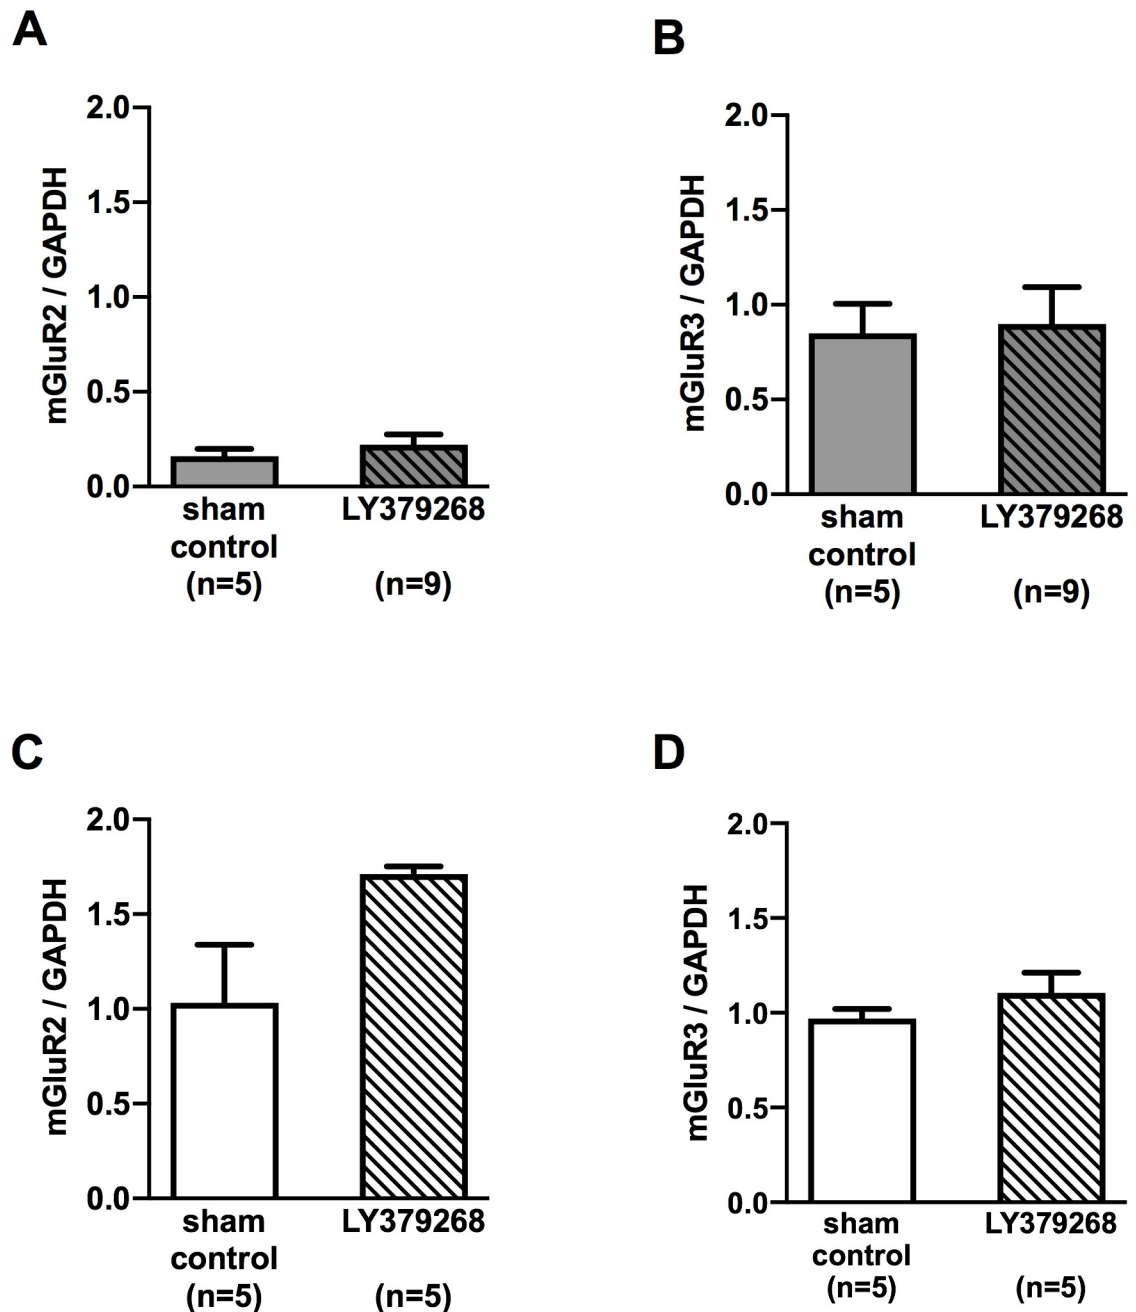 A
mGluR2 / GAPDH
2.0
1.5
1.0
0.5
0.0
sham
control
(n=5)
LY379268
(n=9)
B
mGluR3 / GAPDH
2.0
1.5
1.0
0.5
0.0
sham
control
(n=5)
LY379268
(n=9)
C
mGluR2 / GAPDH
2.0
1.5
1.0
0.5
0.0
sham
control
(n=5)
LY379268
(n=5)
D
mGluR3 / GAPDH
2.0
1.5
1.0
0.5
0.0
sham
control
(n=5)
LY379268
(n=5)